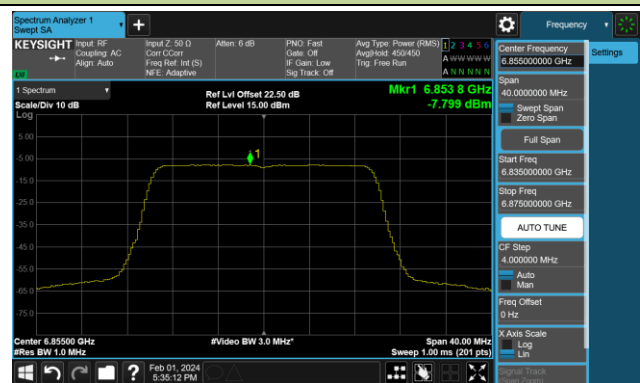 Spectrum Analyzer 1
Swept SA
Frequency
KEYSIGHT
Input: RF
Coupling: AC
Align: Auto
Input Z: 50 Ω
Corr CCorr
Freq Ref: Int (S)
NFE: Adaptive
Atten: 6 dB
PNO: Fast
Gate: Off
IF Gain: Low
Sig Track: Off
Avg Type: Power (RMS)
Avg|Hold: 450/450
Trig: Free Run
1 2 3 4 5 6
A WW WW W
A N N N N N
LW
1 Spectrum
Scale/Div 10 dB
Log
Ref Lvl Offset 22.50 dB
Ref Level 15.00 dBm
Mkr1 6.853 8 GHz
-7.799 dBm
5.00
-5.00
-15.0
-25.0
-35.0
-45.0
-55.0
-65.0
-75.0
1
Center 6.85500 GHz
#Res BW 1.0 MHz
#Video BW 3.0 MHz*
Span 40.00 MHz
Sweep 1.00 ms (201 pts)
Center Frequency
6.855000000 GHz
Settings
Span
40.0000000 MHz
Swept Span
Zero Span
Full Span
Start Freq
6.835000000 GHz
Stop Freq
6.875000000 GHz
AUTO TUNE
CF Step
4.000000 MHz
Auto
Man
Freq Offset
0 Hz
X Axis Scale
Log
Lin
Signal Track
Feb 01, 2024
5:35:12 PM